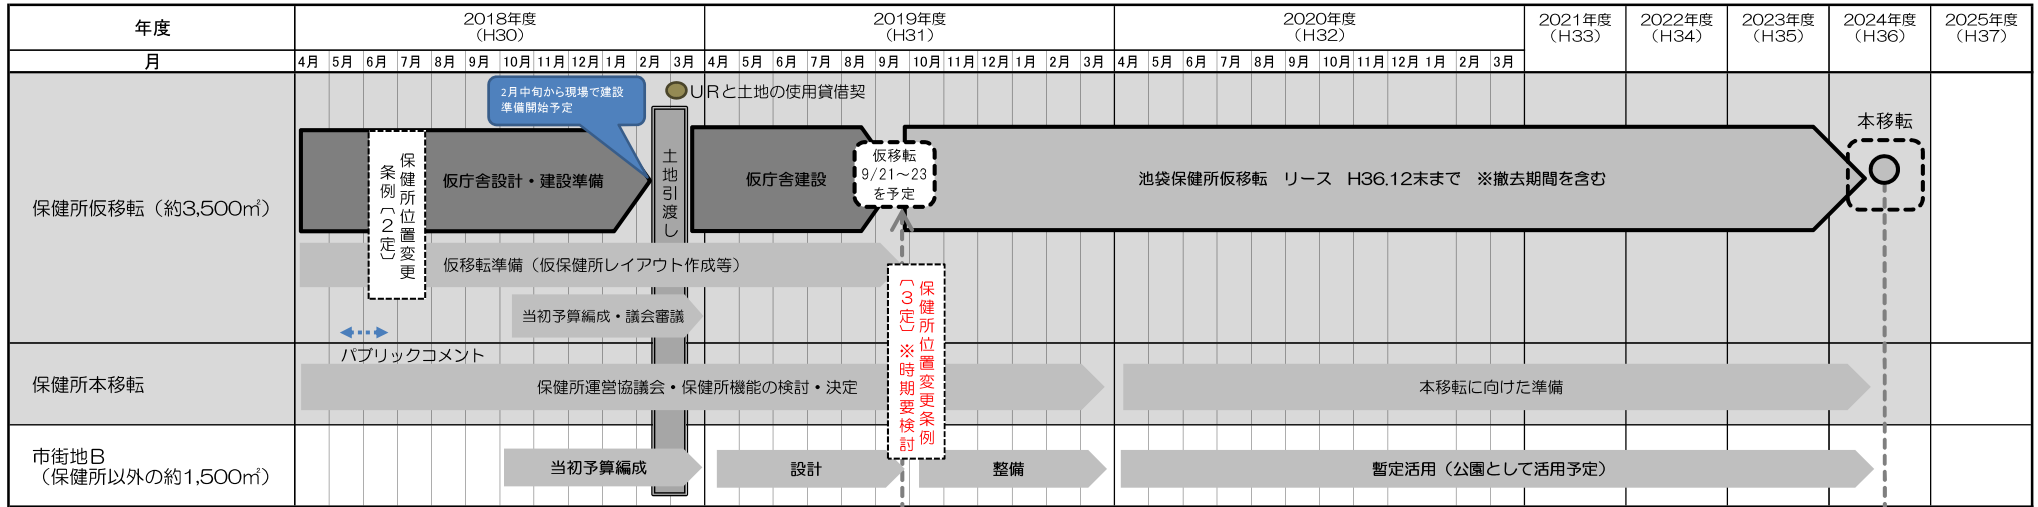 年度
2018年度
（H30）
2019年度
（H31）
2020年度
（H32）
2021年度
（H33）
2022年度
（H34）
2023年度
（H35）
2024年度
（H36）
2025年度
（H37）
月
4月 5月 6月 7月 8月 9月 10月 11月 12月 1月 2月 3月 4月 5月 6月 7月 8月 9月 10月 11月 12月 1月 2月 3月 4月 5月 6月 7月 8月 9月 10月 11月 12月 1月 2月 3月
2月中旬から現場で建設
準備開始予定
URと土地の使用貸借契
本移転
保健所仮移転（約3,500㎡）
保健所位置変更
条例〔2定〕
仮庁舎設計・建設準備
土地引渡し
仮庁舎建設
仮移転
9/21～23
を予定
池袋保健所仮移転　リース　H36.12末まで　※撤去期間を含む
仮移転準備（仮保健所レイアウト作成等）
当初予算編成・議会審議
パブリックコメント
保健所位置変更条例
〔3定〕※時期要検討
保健所本移転
保健所運営協議会・保健所機能の検討・決定
本移転に向けた準備
市街地B
（保健所以外の約1,500㎡）
当初予算編成
設計
整備
暫定活用（公園として活用予定）